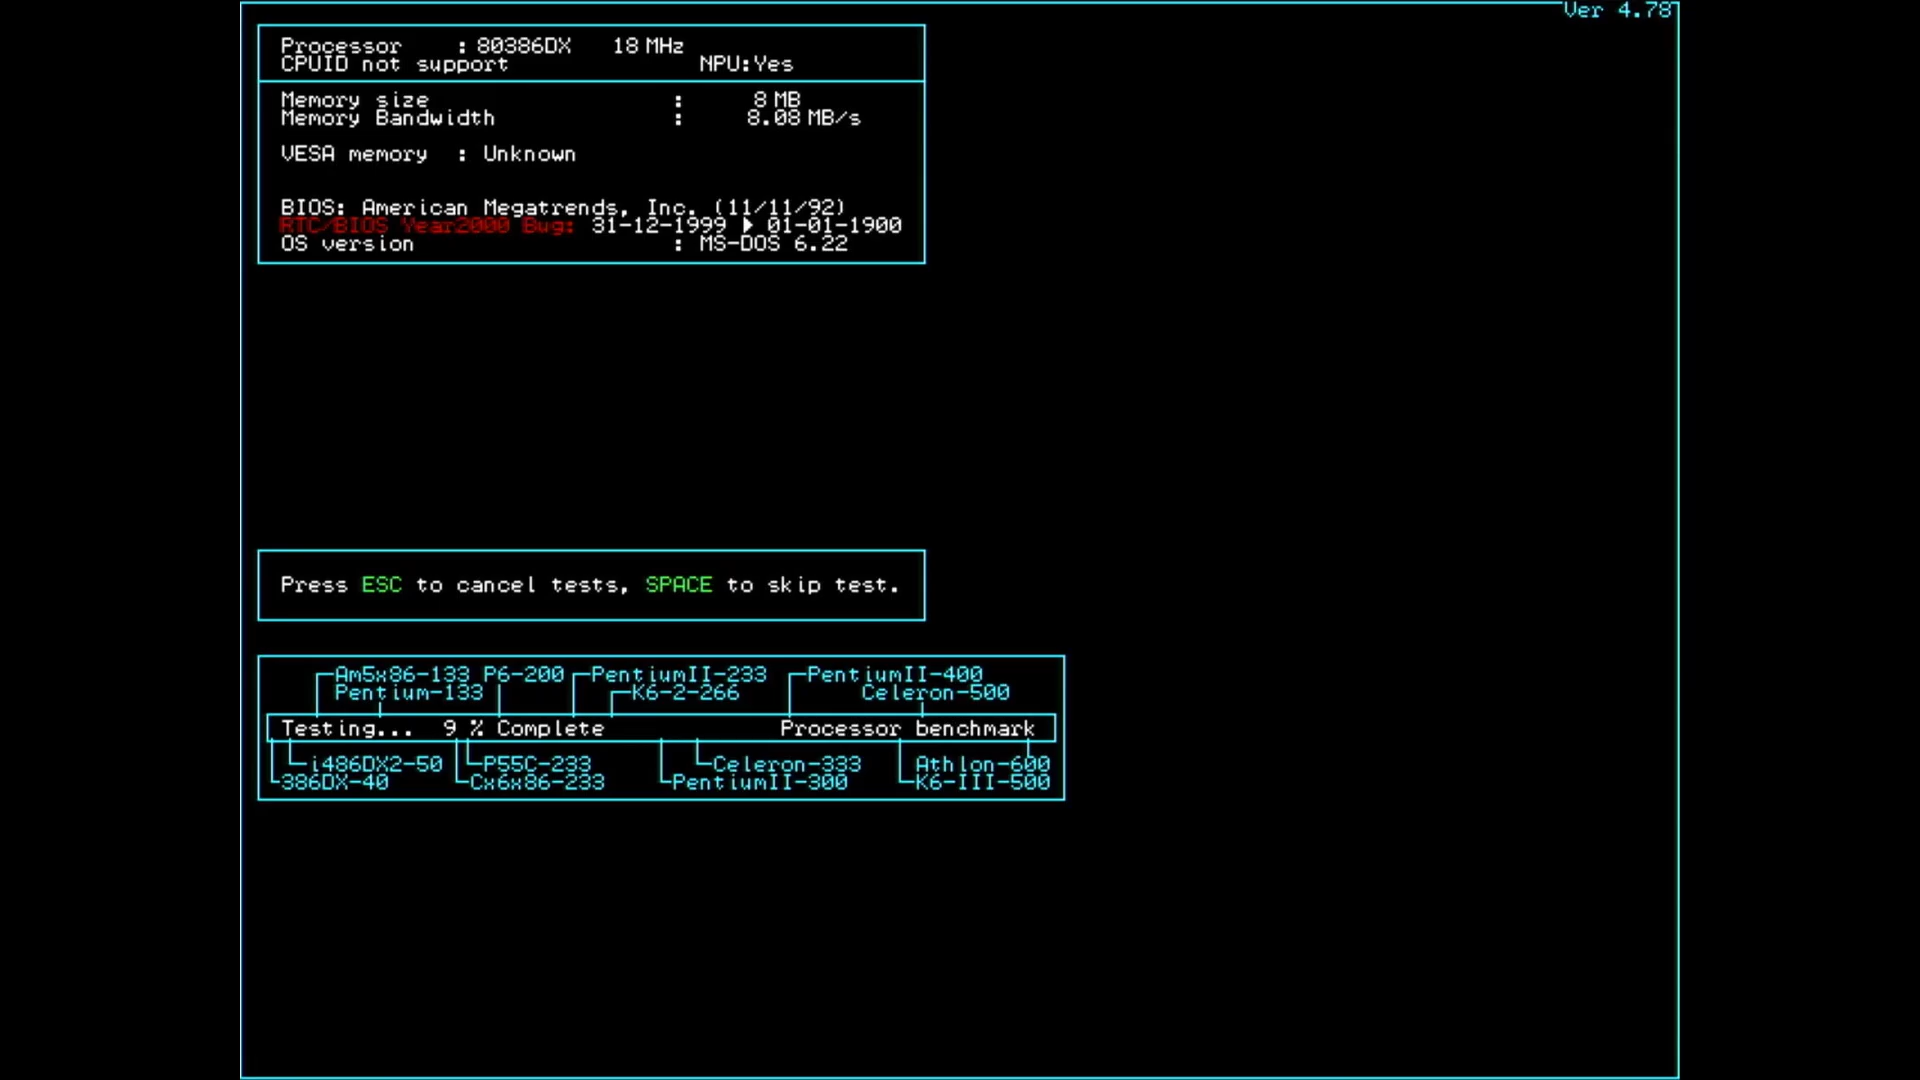 Ver 4.78
Processor : 80386DX 18 MHz
CPUID not support NPU:Yes
Memory size : 8 MB
Memory Bandwidth : 8.08 MB/s
VESA memory : Unknown
BIOS: American Megatrends, Inc. (11/11/92)
RTC/BIOS Year2000 Bug: 31-12-1999 ► 01-01-1900
OS version : MS-DOS 6.22
Press ESC to cancel tests, SPACE to skip test.
Am5x86-133 P6-200 PentiumII-233 PentiumII-400
Pentium-133 K6-2-266 Celeron-500
Testing... 9 % Complete Processor benchmark
i486DX2-50 P55C-233 Celeron-333 Athlon-600
386DX-40 Cx6x86-233 PentiumII-300 K6-III-500